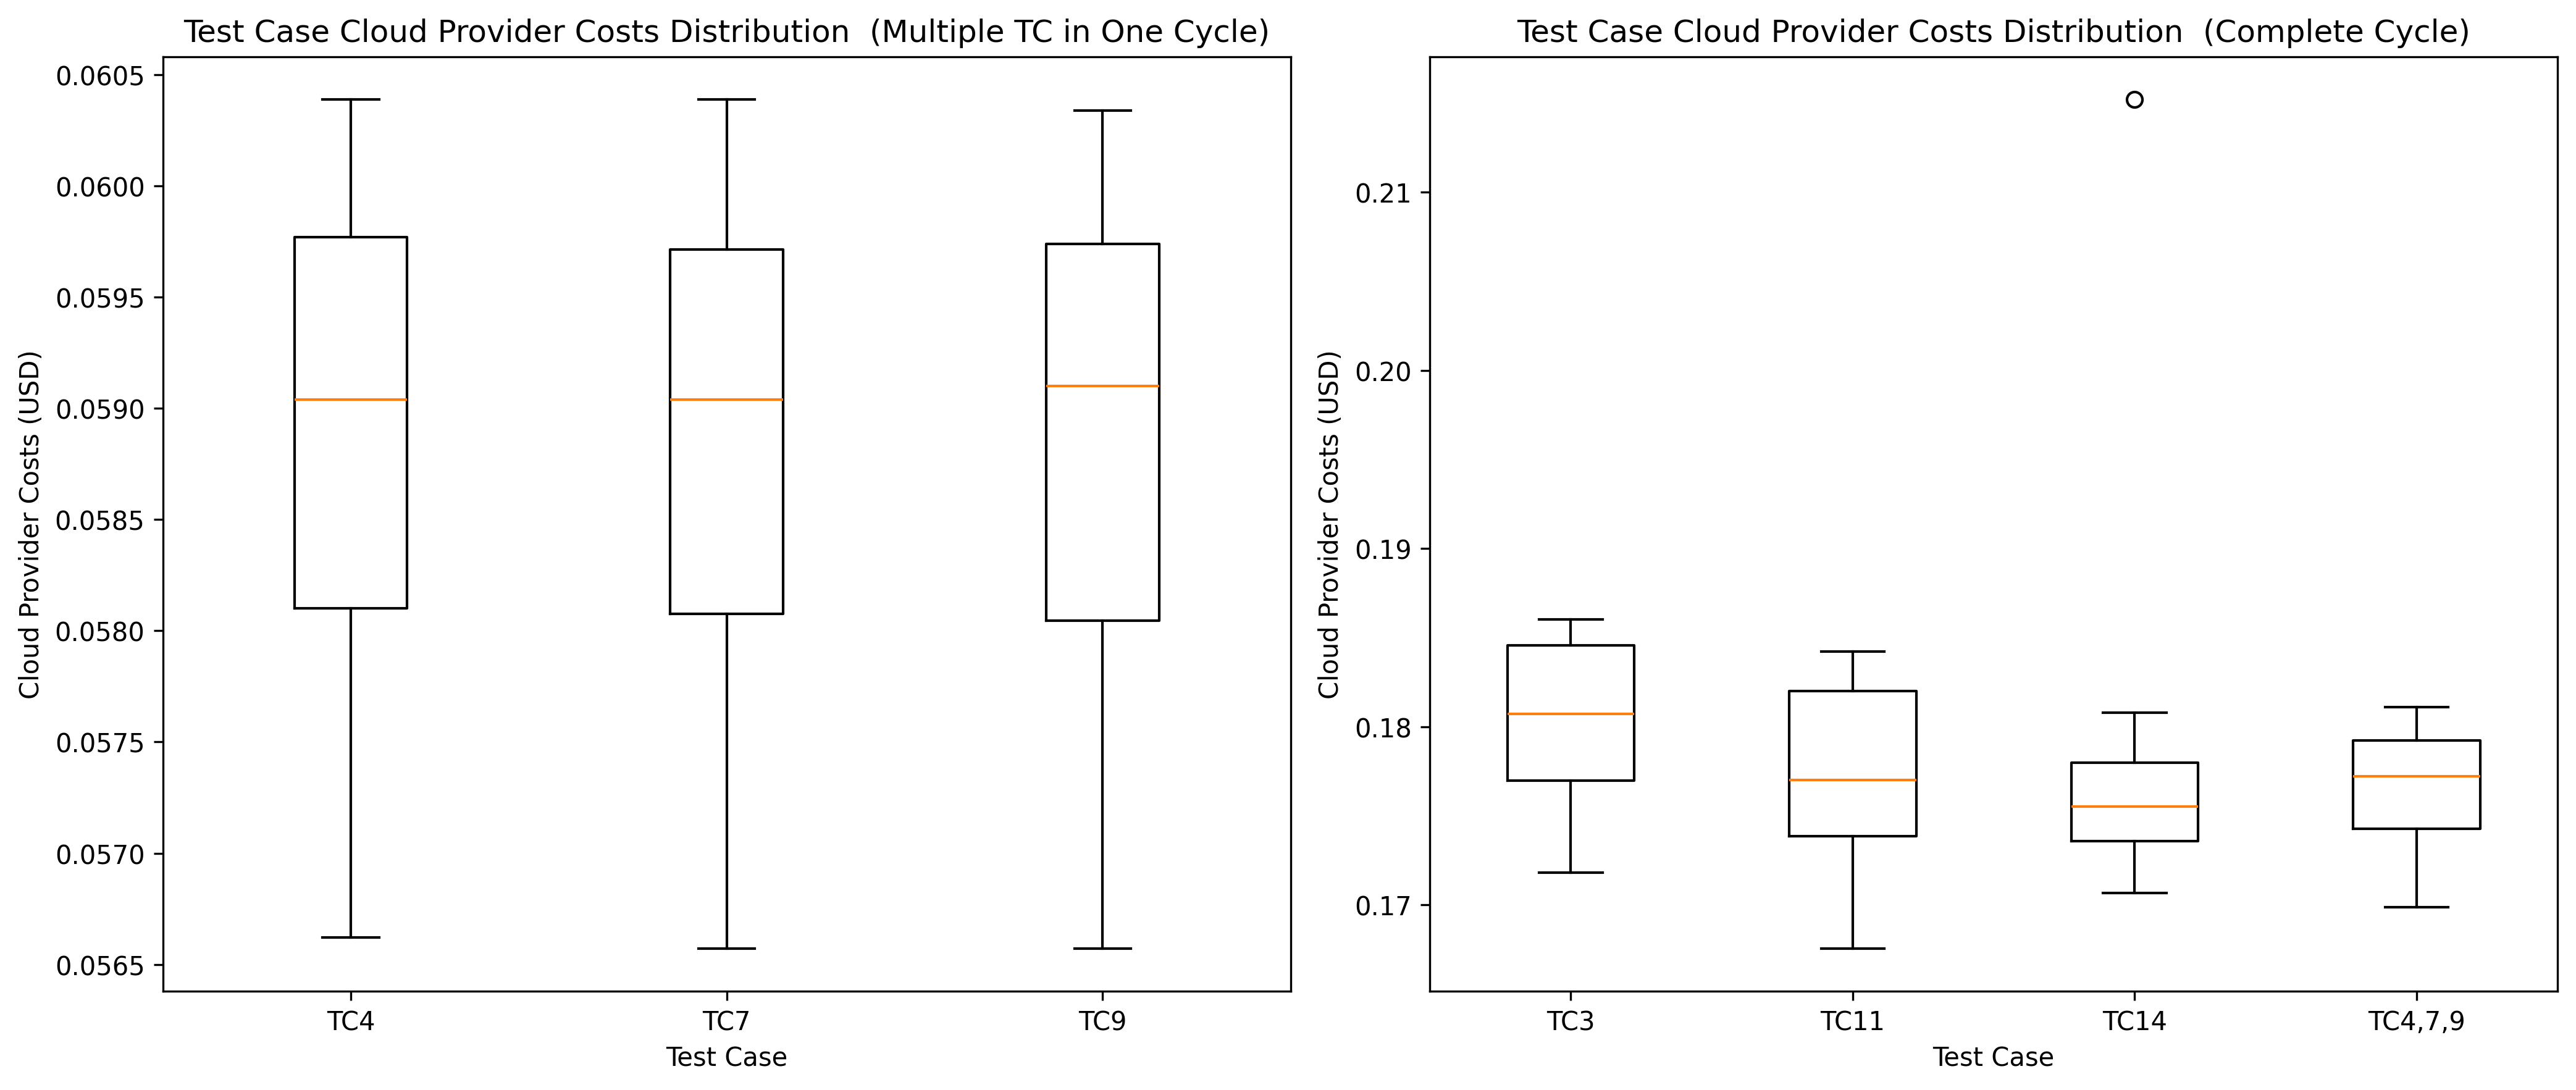 Test Case Cloud Provider Costs Distribution  (Multiple TC in One Cycle)
Cloud Provider Costs (USD)
0.0605
0.0600
0.0595
0.0590
0.0585
0.0580
0.0575
0.0570
0.0565
TC4 TC7 TC9
Test Case
Test Case Cloud Provider Costs Distribution  (Complete Cycle)
Cloud Provider Costs (USD)
0.21
0.20
0.19
0.18
0.17
TC3 TC11 TC14 TC4,7,9
Test Case